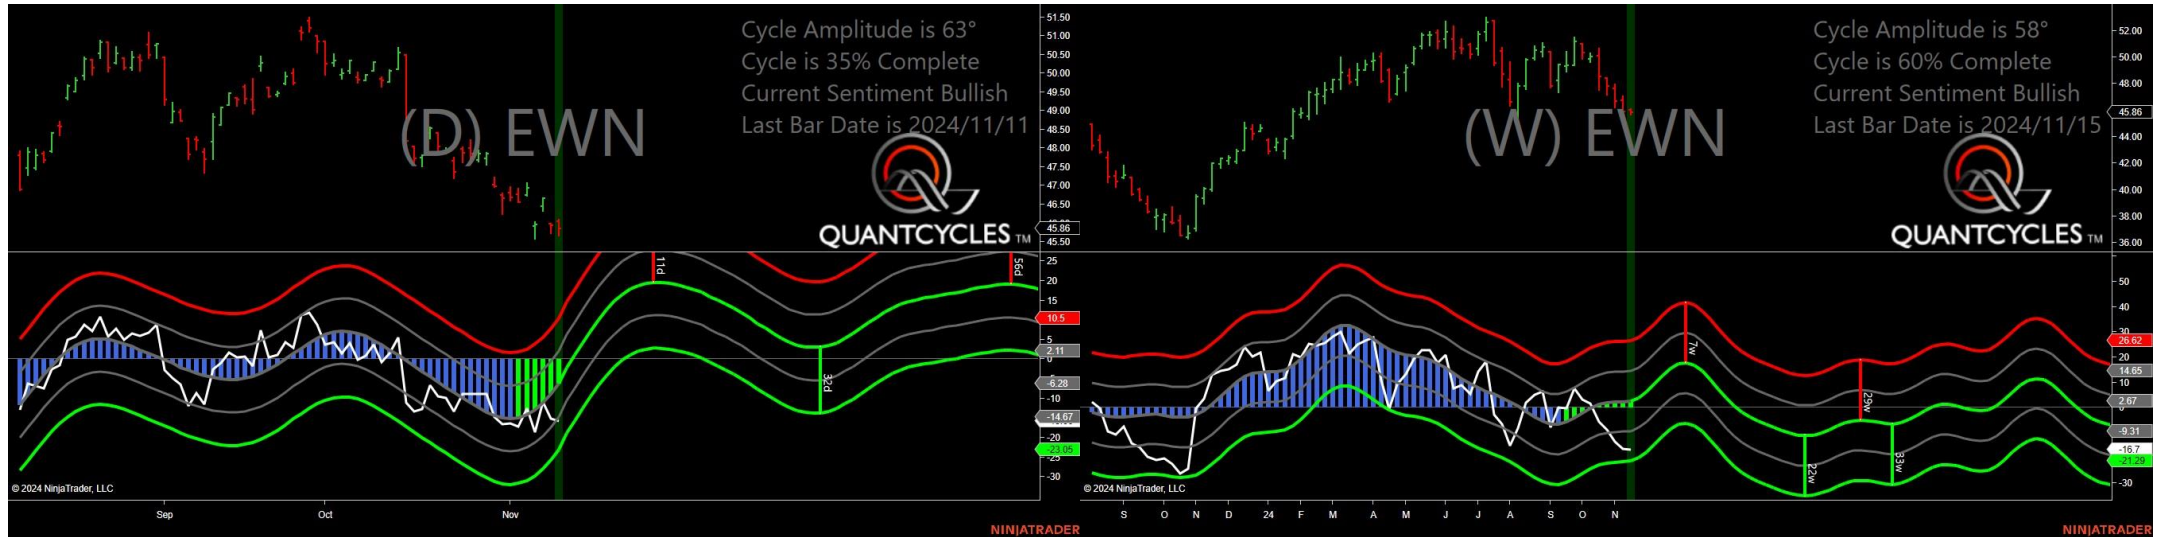 Cycle Amplitude is 63°
Cycle is 35% Complete
Current Sentiment Bullish
Last Bar Date is 2024/11/11
(D) EWN
QUANTCYCLES TM
51.50
51.00
50.50
50.00
49.50
49.00
48.50
48.00
47.50
47.00
46.50
45.86
45.50
11d
56d
32d
25
20
15
10.5
5
2.11
0
-6.28
-10
-14.67
-20
-23.05
-25
-30
© 2024 NinjaTrader, LLC
Sep Oct Nov
NINJATRADER
Cycle Amplitude is 58°
Cycle is 60% Complete
Current Sentiment Bullish
Last Bar Date is 2024/11/15
(W) EWN
QUANTCYCLES TM
52.00
50.00
48.00
45.86
44.00
42.00
40.00
38.00
36.00
7w
29w
22w
33w
50
40
30
26.62
20
14.65
10
2.67
0
-9.31
-16.7
-21.29
-30
© 2024 NinjaTrader, LLC
S O N D 24 F M A M J J A S O N
NINJATRADER